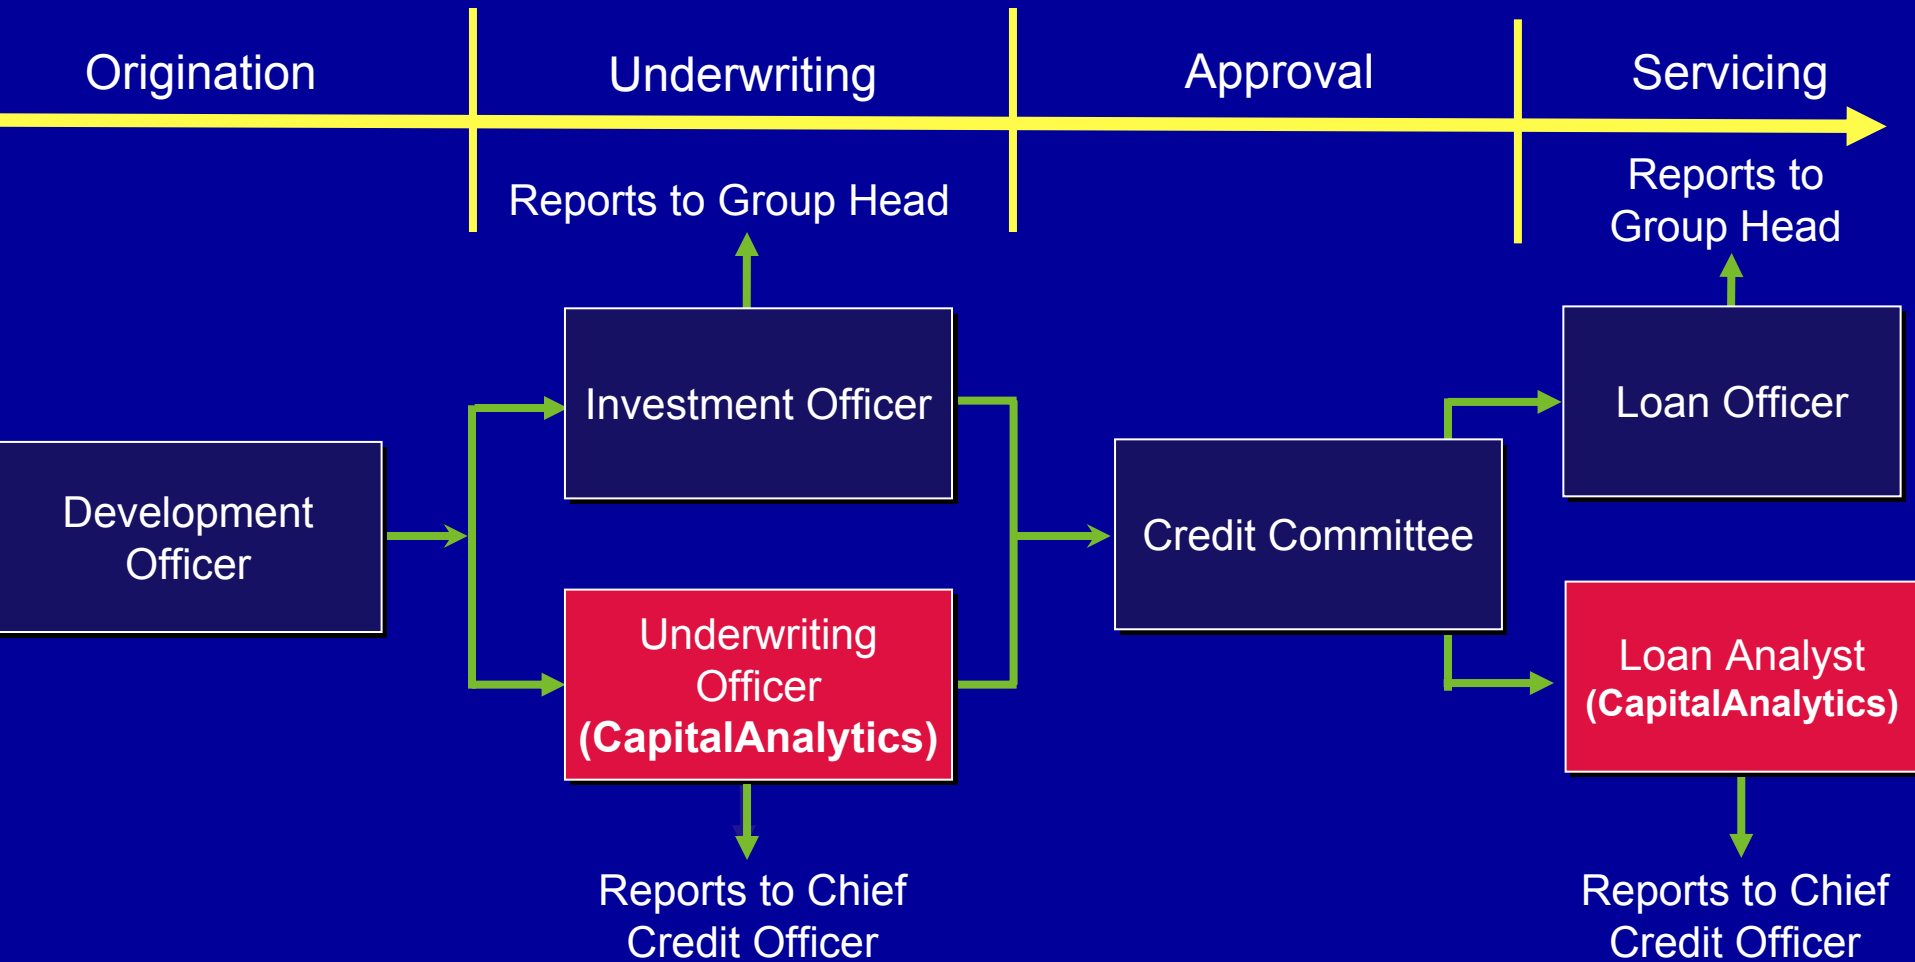 Origination
Underwriting
Approval
Servicing
Reports to Group Head
Reports to
Group Head
Investment Officer
Loan Officer
Development
Officer
Credit Committee
Underwriting
Officer
(CapitalAnalytics)
Loan Analyst
(CapitalAnalytics)
Reports to Chief
Credit Officer
Reports to Chief
Credit Officer